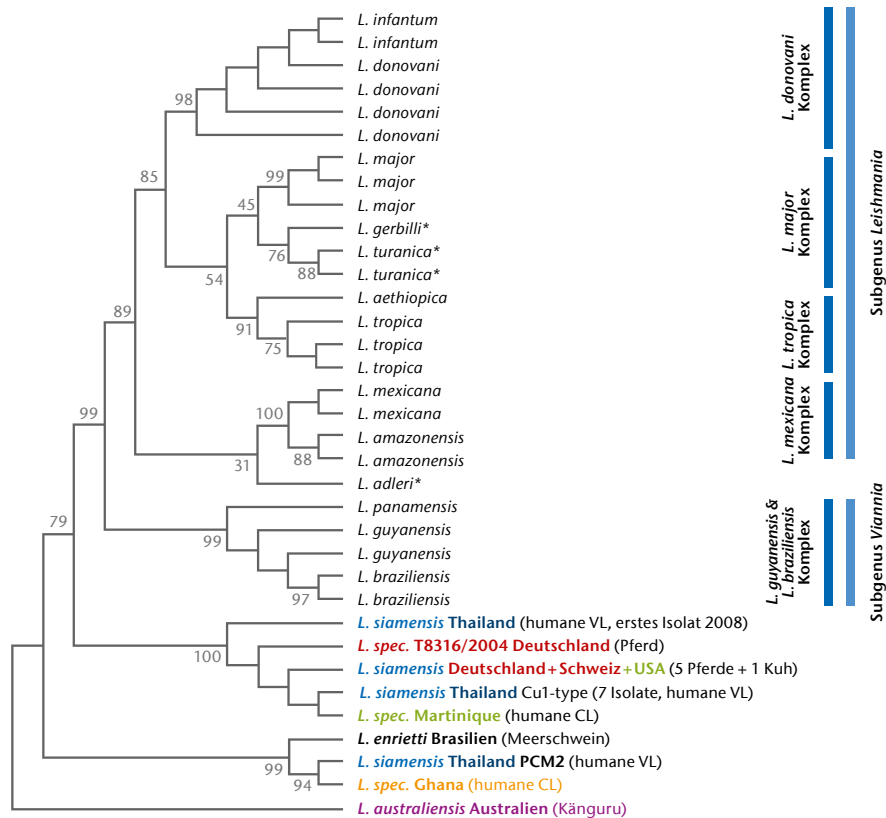 L. infantum
L. infantum
L. donovani
L. donovani
98
L. donovani
L. donovani
L. major
85
99
L. major
45
L. major
L. gerbilli*
76
L. turanica*
54
88
L. turanica*
L. aethiopica
89
91
L. tropica
75
L. tropica
L. tropica
L. mexicana
99
100
L. mexicana
L. amazonensis
31
88
L. amazonensis
L. adleri*
L. panamensis
79
99
L. guyanensis
L. guyanensis
L. braziliensis
97
L. braziliensis
L. siamensis Thailand (humane VL, erstes Isolat 2008)
100
L. spec. T8316/2004 Deutschland (Pferd)
L. siamensis Deutschland+Schweiz+USA (5 Pferde + 1 Kuh)
L. siamensis Thailand Cu1-type (7 Isolate, humane VL)
L. spec. Martinique (humane CL)
L. enrietti Brasilien (Meerschwein)
99
L. siamensis Thailand PCM2 (humane VL)
94
L. spec. Ghana (humane CL)
L. australiensis Australien (Känguru)
L. donovani
Komplex
L. major
Komplex
L. tropica
Komplex
L. mexicana
Komplex
L. guyanensis &
L. braziliensis
Komplex
Subgenus Leishmania
Subgenus Viannia